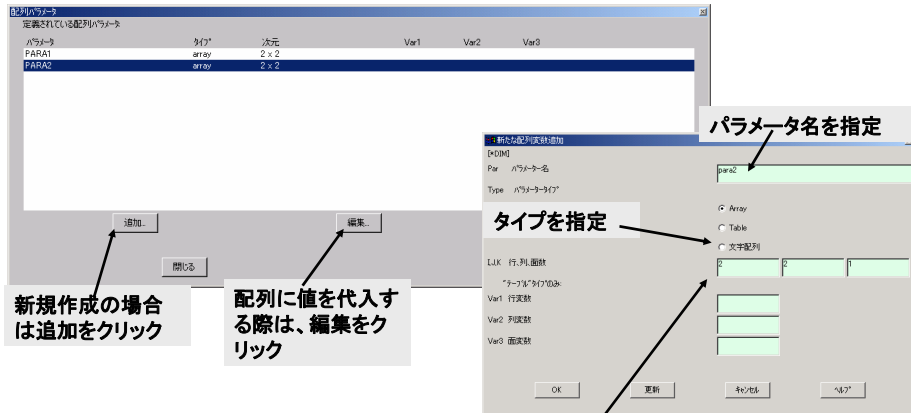 配列パラメータ
定義されている配列パラメータ
パラメータ タイプ 次元 Var1 Var2 Var3
PARA1 array 2 x 2
PARA2 array 2 x 2
追加..
編集..
閉じる
新規作成の場合
は追加をクリック
配列に値を代入す
る際は、編集をク
リック
新たな配列変数追加
[*DIM]
Par パラメーター名
para2
Type パラメータータイプ
Array
Table
文字配列
I,J,K 行、列、面数
2 2 1
"テーブル"タイプのみ:
Var1 行変数
Var2 列変数
Var3 面変数
OK 更新 キャンセル ヘルプ
パラメータ名を指定
タイプを指定